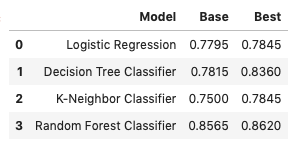 Model Base Best
0 Logistic Regression 0.7795 0.7845
1 Decision Tree Classifier 0.7815 0.8360
2 K-Neighbor Classifier 0.7500 0.7845
3 Random Forest Classifier 0.8565 0.8620